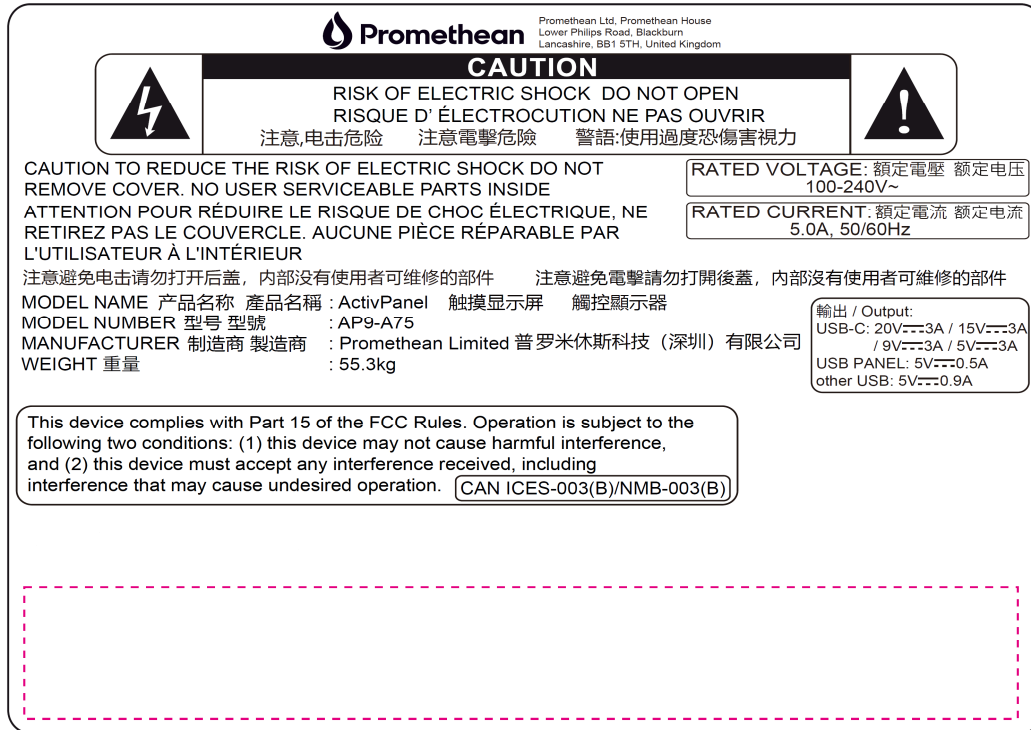 Promethean
Promethean Ltd, Promethean House
Lower Philips Road, Blackburn
Lancashire, BB1 5TH, United Kingdom
CAUTION
RISK OF ELECTRIC SHOCK DO NOT OPEN
RISQUE D' ÉLECTROCUTION NE PAS OUVRIR
注意,电击危险 注意電擊危險 警語:使用過度恐傷害視力
CAUTION TO REDUCE THE RISK OF ELECTRIC SHOCK DO NOT
REMOVE COVER. NO USER SERVICEABLE PARTS INSIDE
ATTENTION POUR RÉDUIRE LE RISQUE DE CHOC ÉLECTRIQUE, NE
RETIREZ PAS LE COUVERCLE. AUCUNE PIÈCE RÉPARABLE PAR
L'UTILISATEUR À L'INTÉRIEUR
RATED VOLTAGE: 額定電壓 额定电压
100-240V~
RATED CURRENT: 額定電流 额定电流
5.0A, 50/60Hz
注意避免电击请勿打开后盖，内部没有使用者可维修的部件 注意避免電擊請勿打開後蓋，内部沒有使用者可維修的部件
MODEL NAME 产品名称 產品名稱 : ActivPanel 触摸显示屏 觸控顯示器
MODEL NUMBER 型号 型號 : AP9-A75
MANUFACTURER 制造商 製造商 : Promethean Limited 普罗米休斯科技（深圳）有限公司
WEIGHT 重量 : 55.3kg
輸出 / Output:
USB-C: 20V⎓3A / 15V⎓3A
/ 9V⎓3A / 5V⎓3A
USB PANEL: 5V⎓0.5A
other USB: 5V⎓0.9A
This device complies with Part 15 of the FCC Rules. Operation is subject to the
following two conditions: (1) this device may not cause harmful interference,
and (2) this device must accept any interference received, including
interference that may cause undesired operation. CAN ICES-003(B)/NMB-003(B)